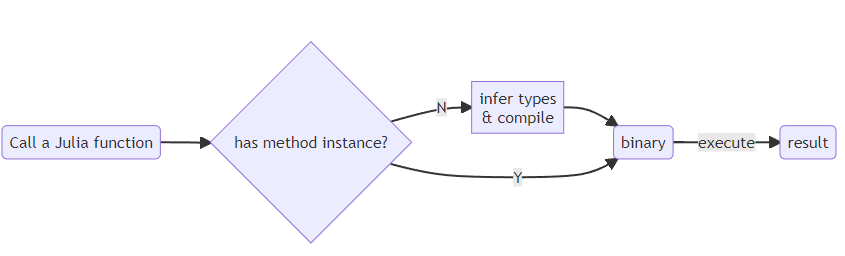 Call a Julia function
has method instance?
N
infer types
& compile
Y
binary
execute
result